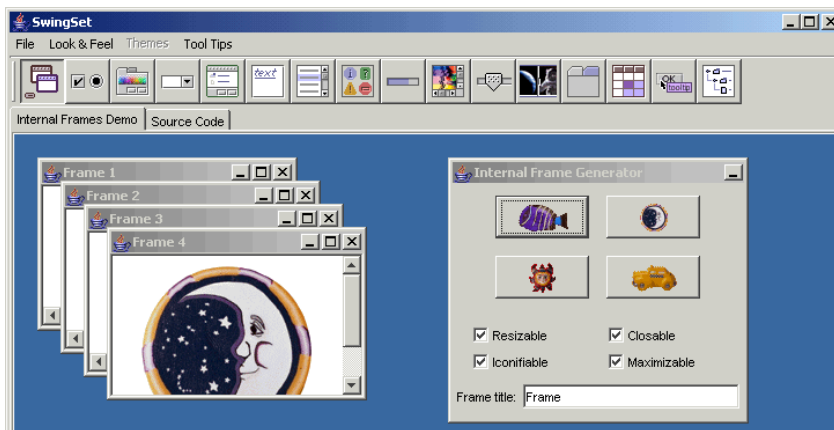 SwingSet
File Look & Feel Themes Tool Tips
text
OK
tooltip
Internal Frames Demo Source Code
Frame 1
Frame 2
Frame 3
Frame 4
Internal Frame Generator
Resizable Closable
Iconifiable Maximizable
Frame title: Frame